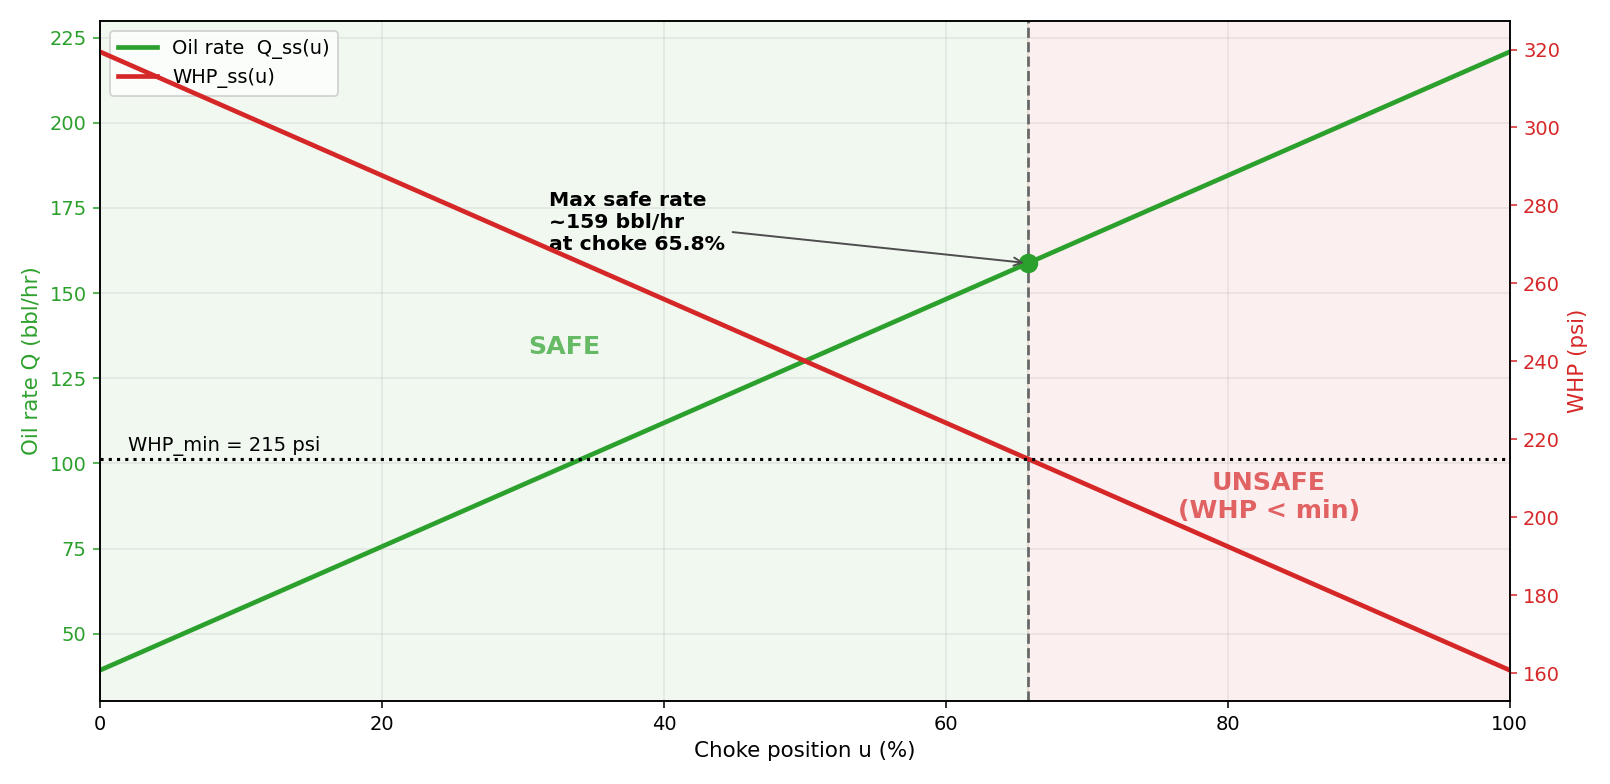 Oil rate  Q_ss(u)
WHP_ss(u)
Max safe rate
~159 bbl/hr
at choke 65.8%
SAFE
WHP_min = 215 psi
UNSAFE
(WHP < min)
Oil rate Q (bbl/hr)
225
200
175
150
125
100
75
50
WHP (psi)
320
300
280
260
240
220
200
180
160
0
20
40
60
80
100
Choke position u (%)